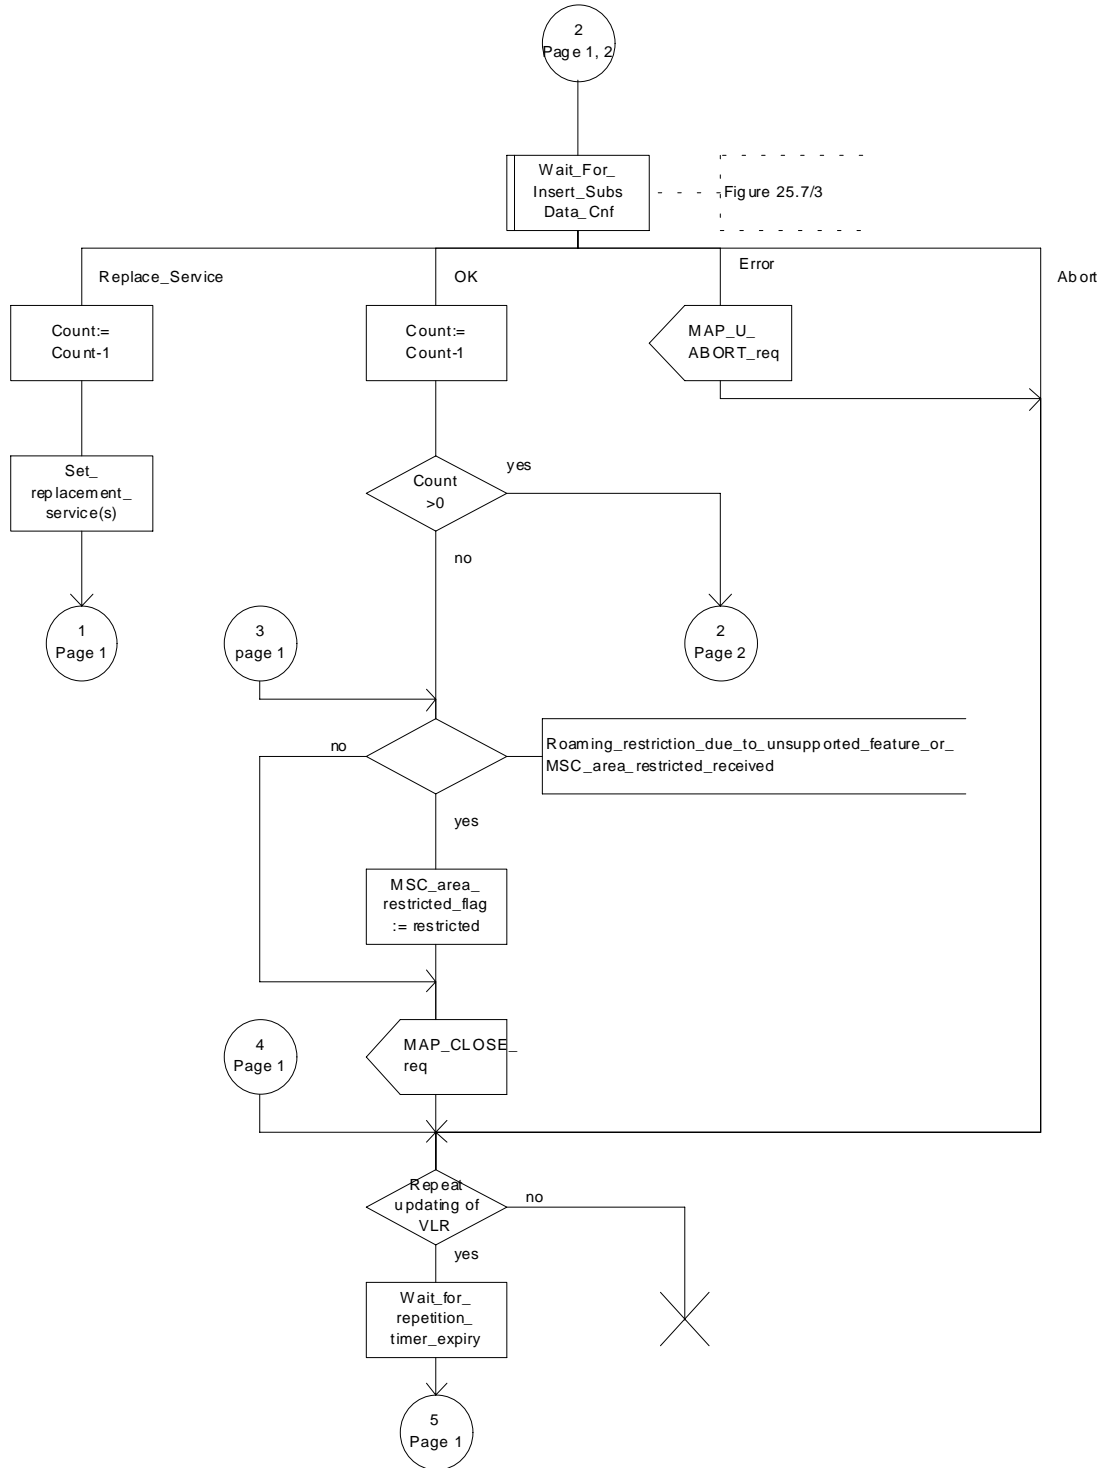 2
Page 1, 2
Wait_For_
Insert_Subs
Data_Cnf
Figure 25.7/3
Replace_Service
OK
Error
Abort
Count:=
Count-1
Count:=
Count-1
MAP_U_
ABORT_req
Set_
replacement_
service(s)
Count
>0
yes
no
1
Page 1
3
page 1
2
Page 2
no
Roaming_restriction_due_to_unsupported_feature_or_
MSC_area_restricted_received
yes
MSC_area_
restricted_flag
:= restricted
4
Page 1
MAP_CLOSE_
req
Repeat
updating of
VLR
no
yes
Wait_for_
repetition_
timer_expiry
5
Page 1